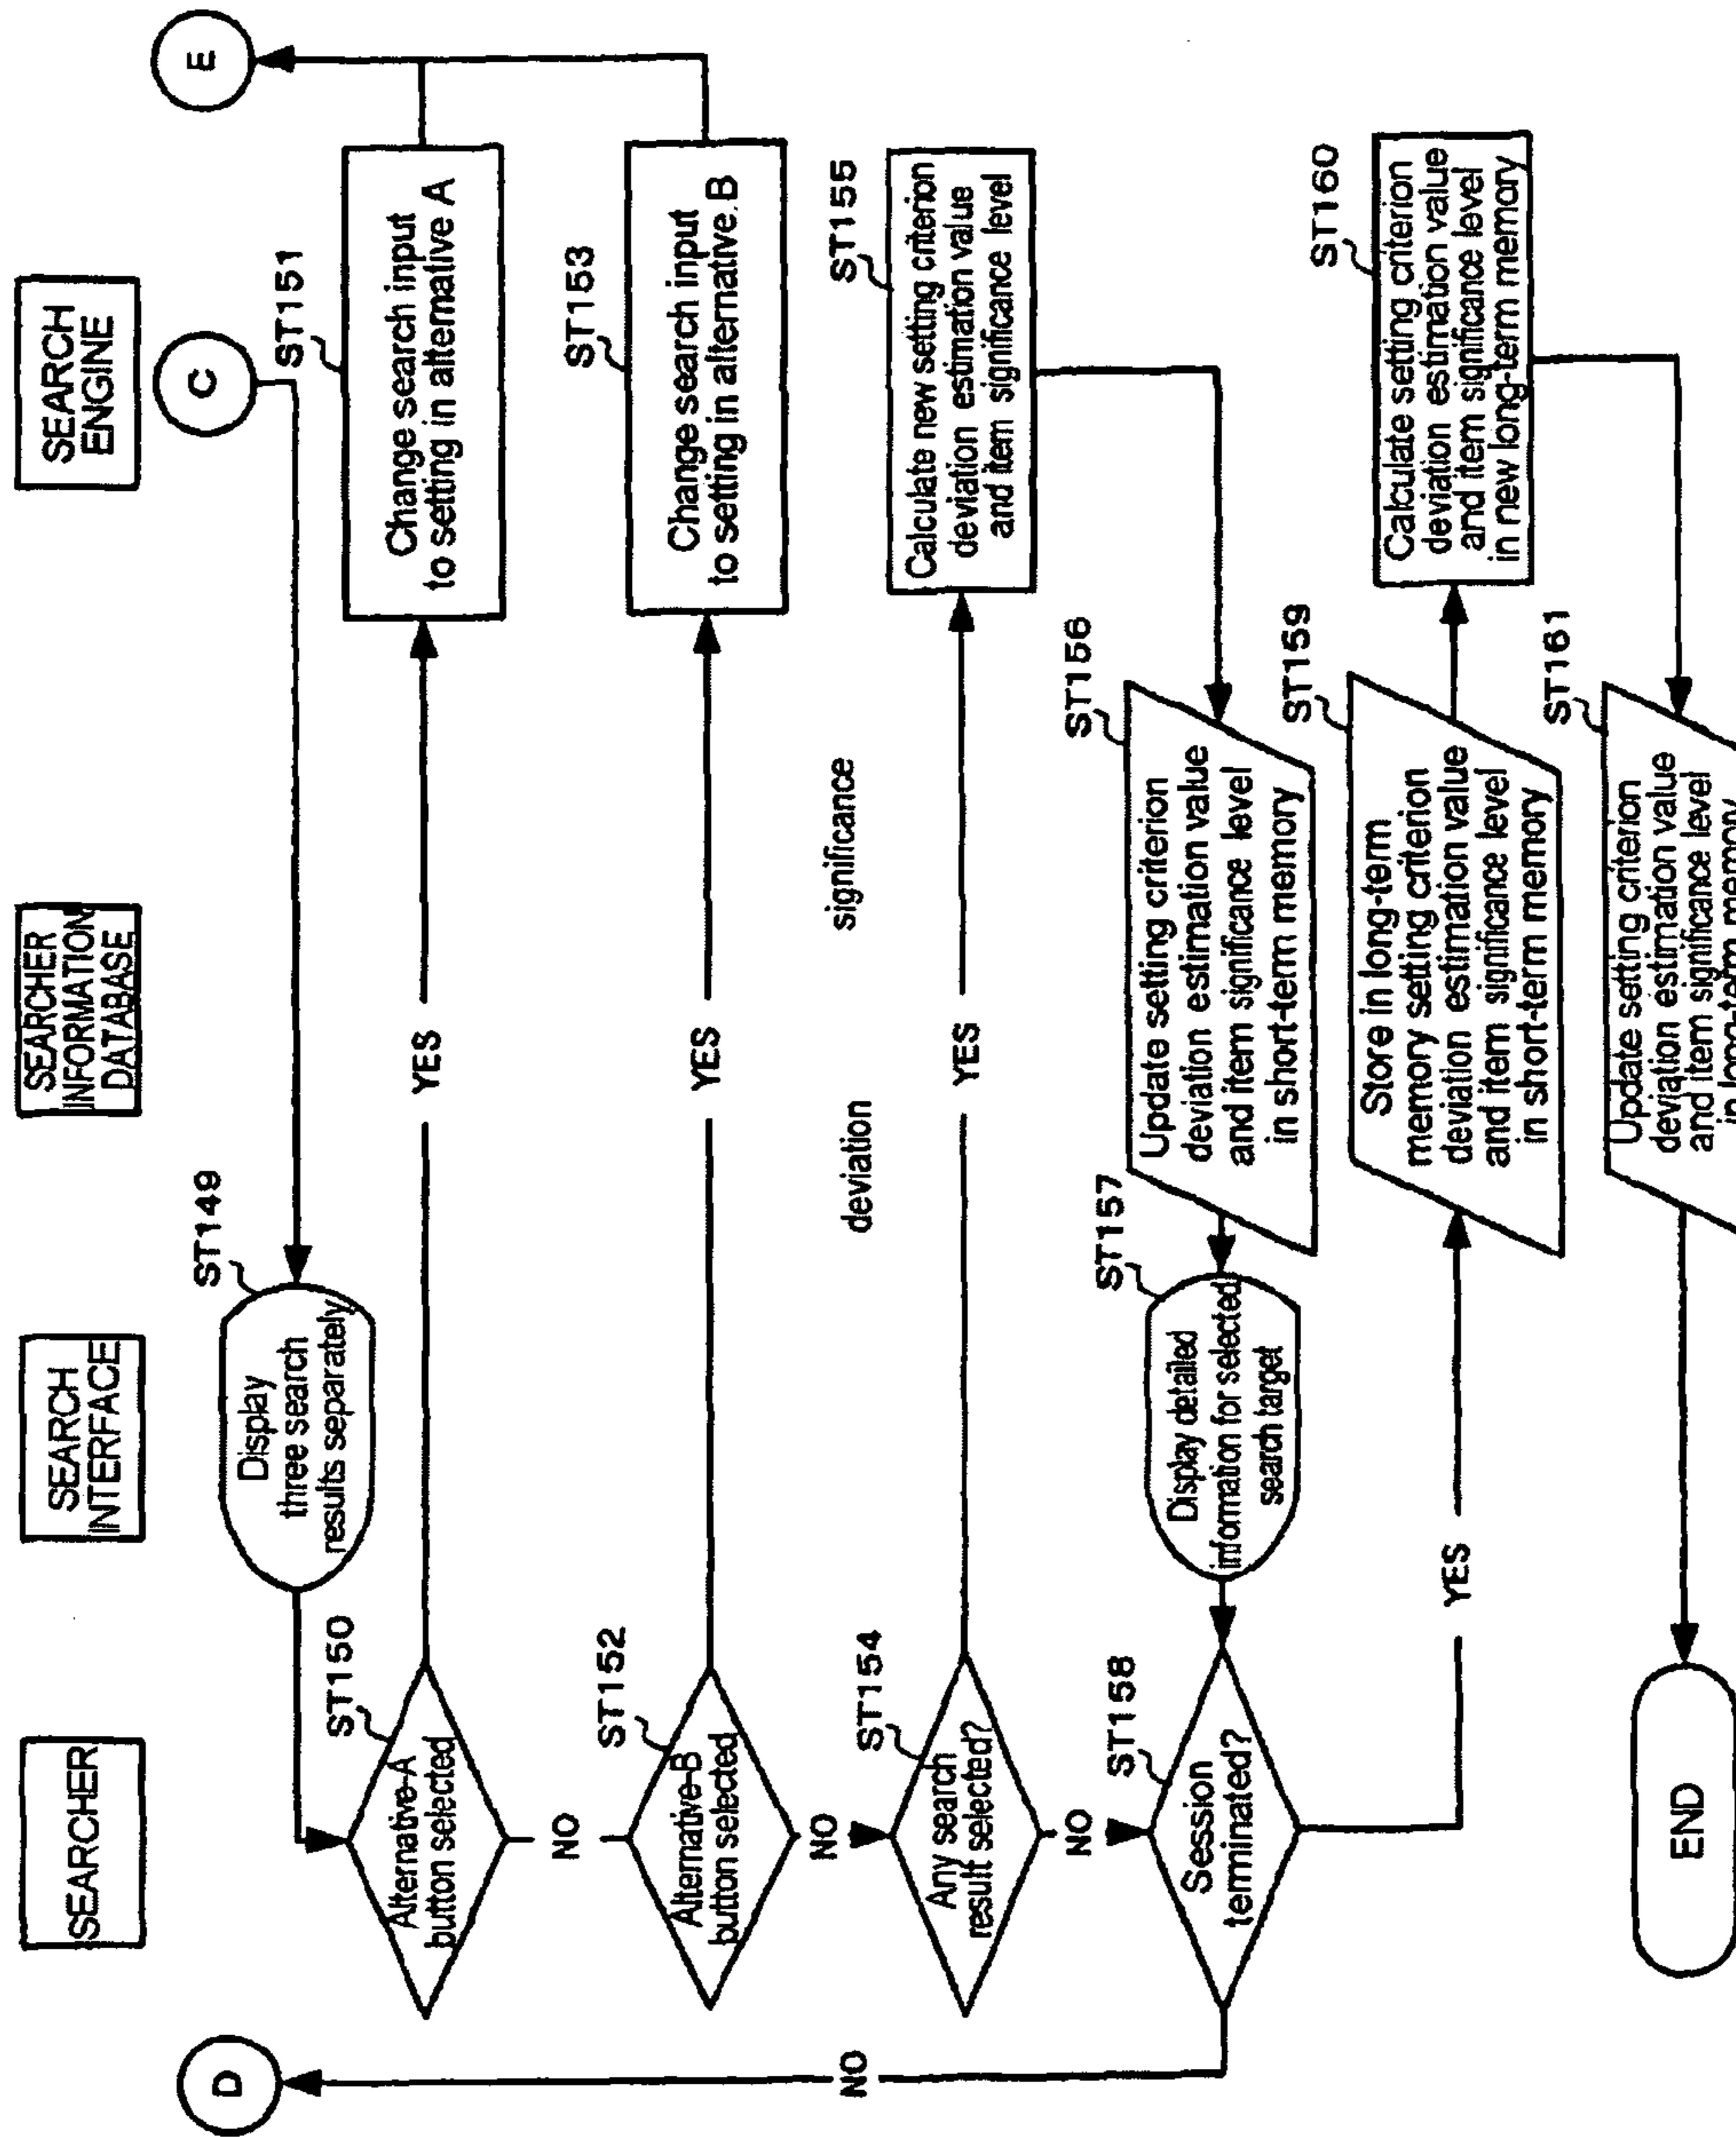 SEARCHER
SEARCH
INTERFACE
SEARCHER
INFORMATION
DATABASE
SEARCH
ENGINE
D
C
E
ST149
Display
three search
results separately
ST150
Alternative-A
button selected
YES
ST151
Change search input
to setting in alternative A
NO
ST152
Alternative-B
button selected
YES
ST153
Change search input
to setting in alternative.B
NO
deviation
significance
ST154
Any search
result selected?
YES
ST155
Calculate new setting criterion
deviation estimation value
and item significance level
NO
NO
ST156
Update setting criterion
deviation estimation value
and item significance level
in short-term memory
ST157
Display detailed
information for selected
search target
ST158
Session
terminated?
YES
ST159
Store in long-term
memory setting criterion
deviation estimation value
and item significance level
in short-term memory
ST160
Calculate setting criterion
deviation estimation value
and item significance level
in new long-term memory
ST161
Update setting criterion
deviation estimation value
and item significance level
in long-term memory
END